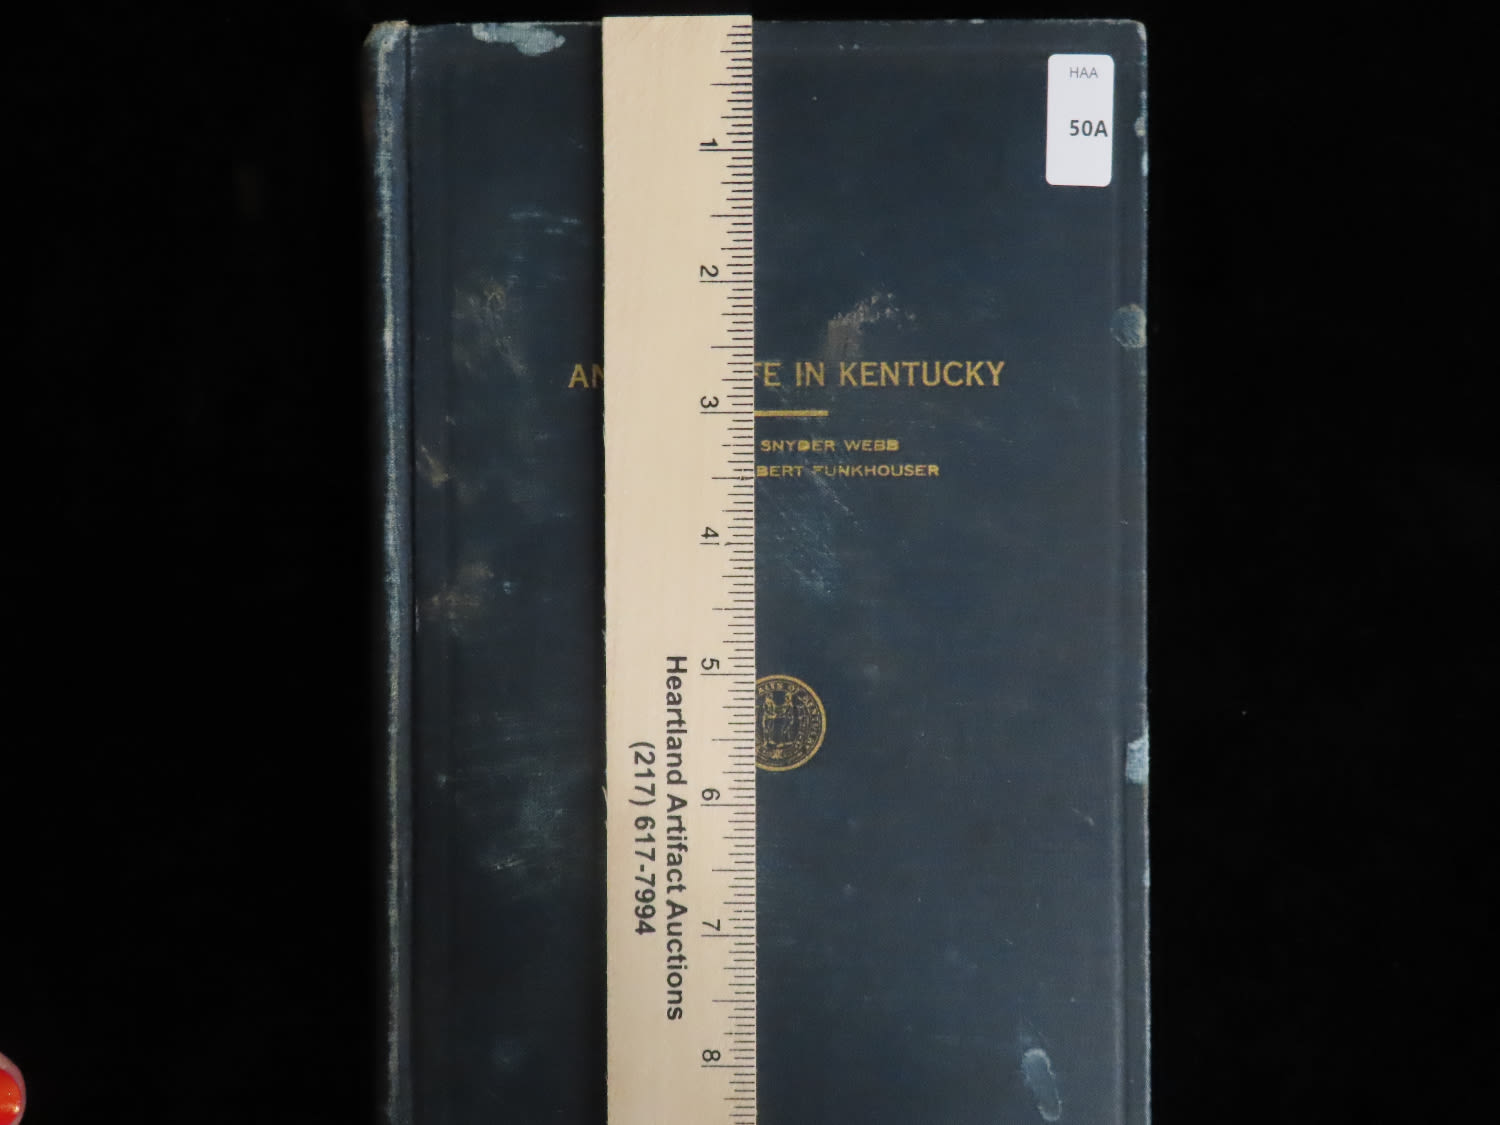 HAA
50A
AN
FE IN KENTUCKY
SNYDER WEBB
BERT FUNKHOUSER
OF
1
2
3
4
5
6
7
8
Heartland Artifact Auctions
(217) 617-7994